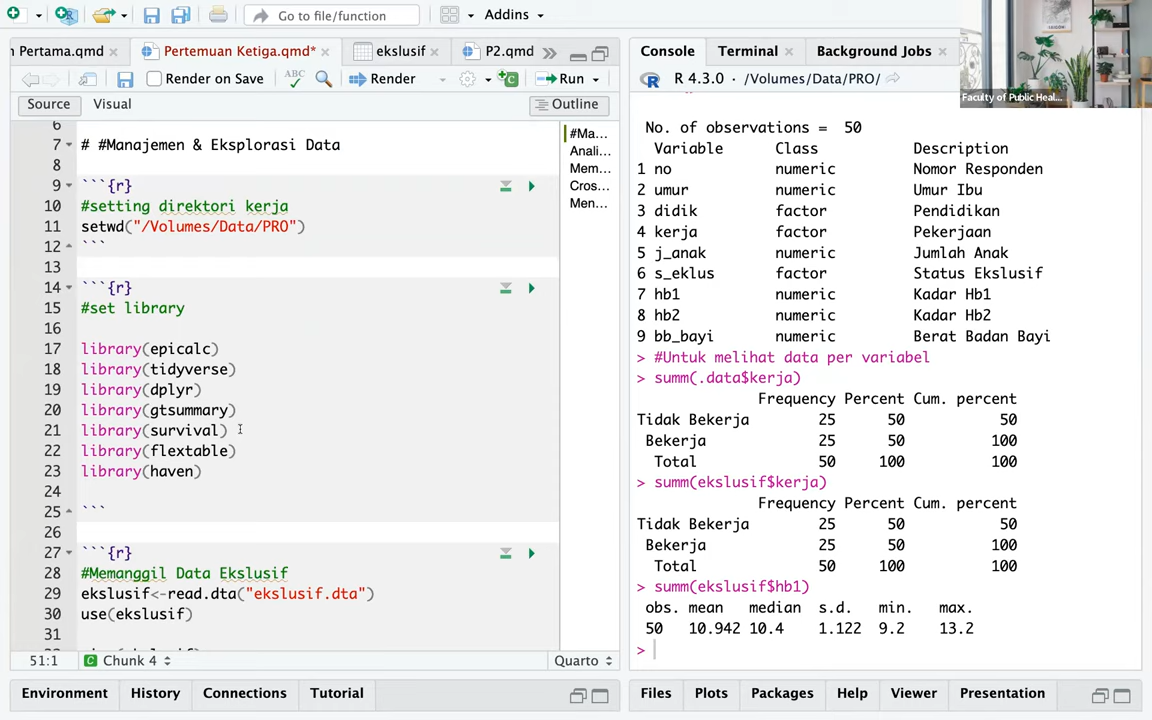 Go to file/function
Addins
n Pertama.qmd
Pertemuan Ketiga.qmd*
ekslusif
P2.qmd
Render on Save
ABC
Render
Run
Source
Visual
Outline
6
7 # #Manajemen & Eksplorasi Data
8
9 ```{r}
10 #setting direktori kerja
11 setwd("/Volumes/Data/PRO")
12 ```
13
14 ```{r}
15 #set library
16
17 library(epicalc)
18 library(tidyverse)
19 library(dplyr)
20 library(gtsummary)
21 library(survival)
22 library(flextable)
23 library(haven)
24
25 ```
26
27 ```{r}
28 #Memanggil Data Ekslusif
29 ekslusif<-read.dta("ekslusif.dta")
30 use(ekslusif)
31
#Ma...
Anali...
Mem...
Cros...
Men...
51:1
Chunk 4
Quarto
Environment
History
Connections
Tutorial
Console
Terminal
Background Jobs
R 4.3.0 · /Volumes/Data/PRO/
Faculty of Public Heal...
No. of observations = 50
Variable Class Description
1 no numeric Nomor Responden
2 umur numeric Umur Ibu
3 didik factor Pendidikan
4 kerja factor Pekerjaan
5 j_anak numeric Jumlah Anak
6 s_eklus factor Status Ekslusif
7 hb1 numeric Kadar Hb1
8 hb2 numeric Kadar Hb2
9 bb_bayi numeric Berat Badan Bayi
> #Untuk melihat data per variabel
> summ(.data$kerja)
Frequency Percent Cum. percent
Tidak Bekerja 25 50 50
Bekerja 25 50 100
Total 50 100 100
> summ(ekslusif$kerja)
Frequency Percent Cum. percent
Tidak Bekerja 25 50 50
Bekerja 25 50 100
Total 50 100 100
> summ(ekslusif$hb1)
obs. mean median s.d. min. max.
50 10.942 10.4 1.122 9.2 13.2
>
Files
Plots
Packages
Help
Viewer
Presentation